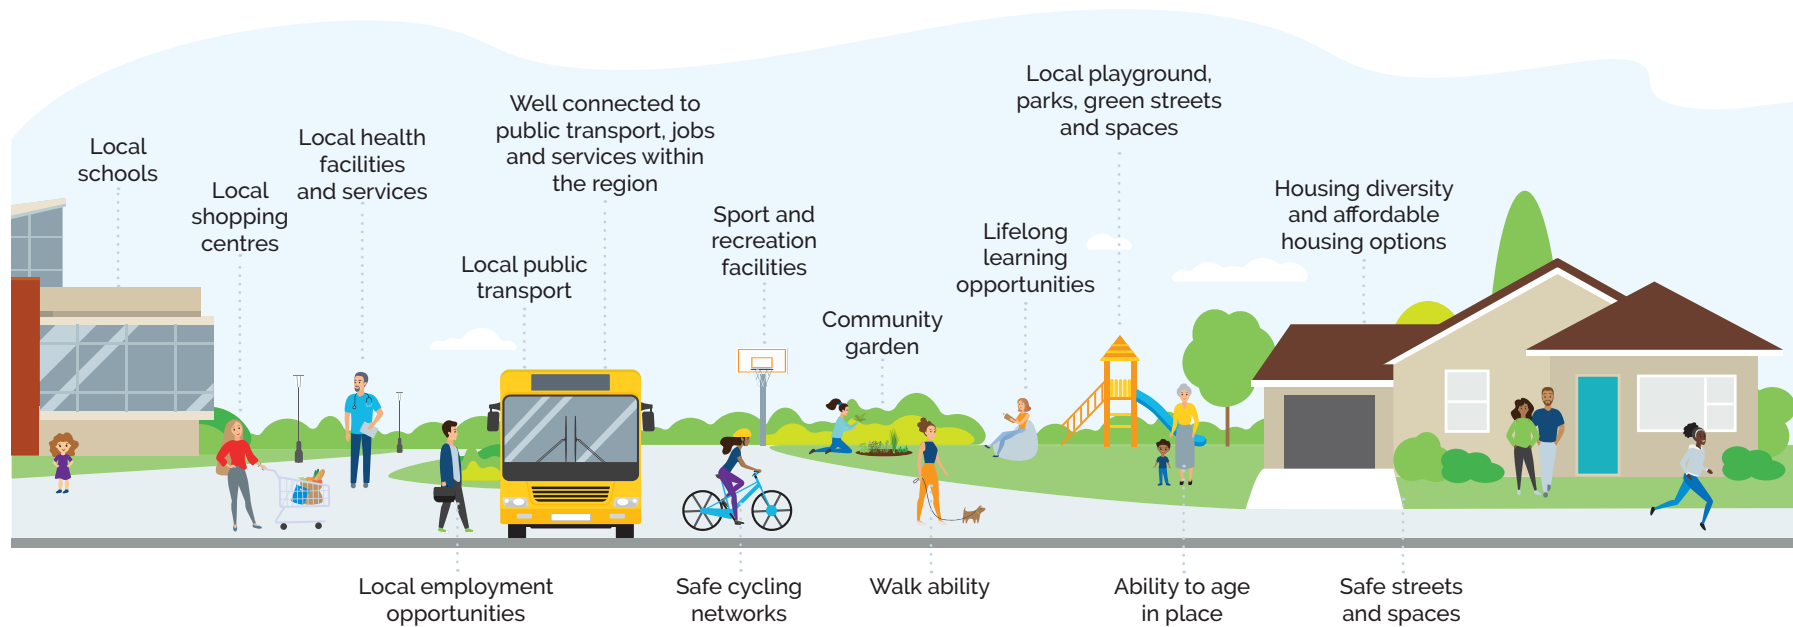 Local
schools
Local
shopping
centres
Local health
facilities
and services
Well connected to
public transport, jobs
and services within
the region
Local public
transport
Sport and
recreation
facilities
Community
garden
Lifelong
learning
opportunities
Local playground,
parks, green streets
and spaces
Housing diversity
and affordable
housing options
Local employment
opportunities
Safe cycling
networks
Walk ability
Ability to age
in place
Safe streets
and spaces